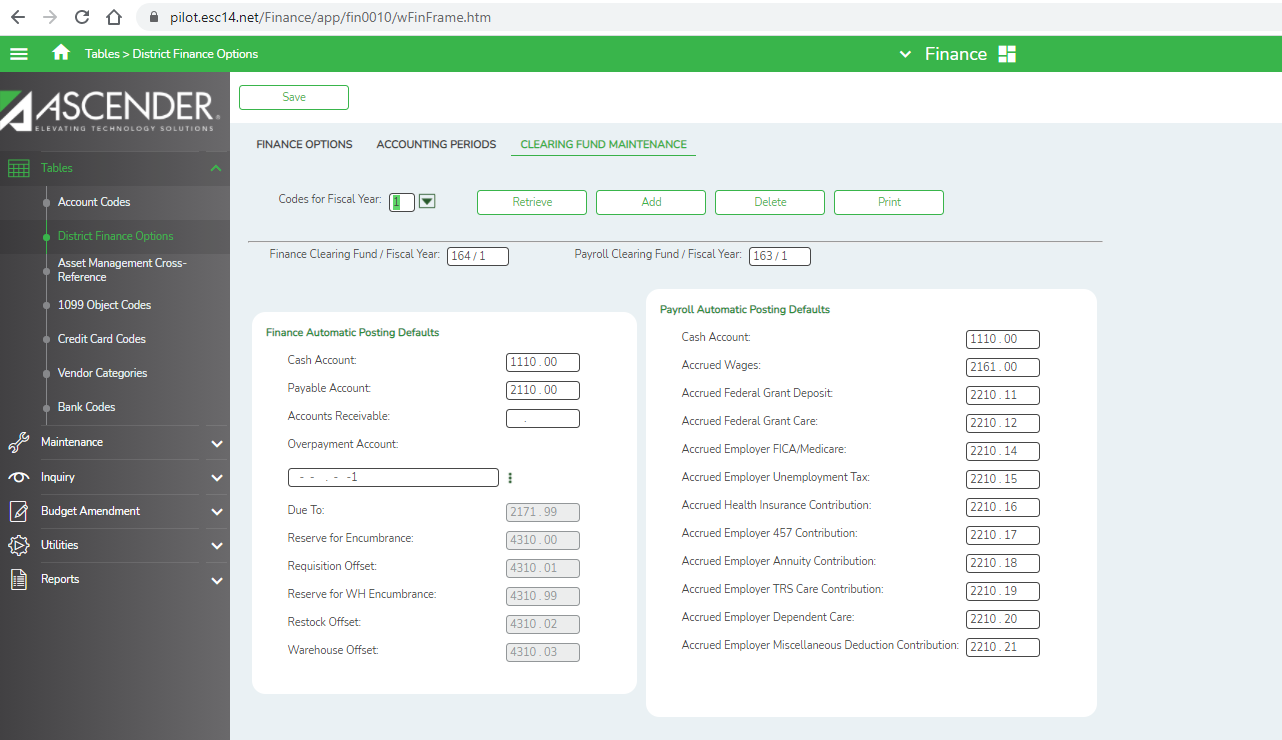 pilot.esc14.net/Finance/app/fin0010/wFinFrame.htm
Tables > District Finance Options
Finance
ASCENDER
ELEVATING TECHNOLOGY SOLUTIONS
Tables
Account Codes
District Finance Options
Asset Management Cross-
Reference
1099 Object Codes
Credit Card Codes
Vendor Categories
Bank Codes
Maintenance
Inquiry
Budget Amendment
Utilities
Reports
Save
FINANCE OPTIONS ACCOUNTING PERIODS CLEARING FUND MAINTENANCE
Codes for Fiscal Year: 1 Retrieve Add Delete Print
Finance Clearing Fund / Fiscal Year: 164 / 1 Payroll Clearing Fund / Fiscal Year: 163 / 1
Finance Automatic Posting Defaults
Cash Account: 1110 . 00
Payable Account: 2110 . 00
Accounts Receivable: .
Overpayment Account:
- - . - -1
Due To: 2171 . 99
Reserve for Encumbrance: 4310 . 00
Requisition Offset: 4310 . 01
Reserve for WH Encumbrance: 4310 . 99
Restock Offset: 4310 . 02
Warehouse Offset: 4310 . 03
Payroll Automatic Posting Defaults
Cash Account: 1110 . 00
Accrued Wages: 2161 . 00
Accrued Federal Grant Deposit: 2210 . 11
Accrued Federal Grant Care: 2210 . 12
Accrued Employer FICA/Medicare: 2210 . 14
Accrued Employer Unemployment Tax: 2210 . 15
Accrued Health Insurance Contribution: 2210 . 16
Accrued Employer 457 Contribution: 2210 . 17
Accrued Employer Annuity Contribution: 2210 . 18
Accrued Employer TRS Care Contribution: 2210 . 19
Accrued Employer Dependent Care: 2210 . 20
Accrued Employer Miscellaneous Deduction Contribution: 2210 . 21